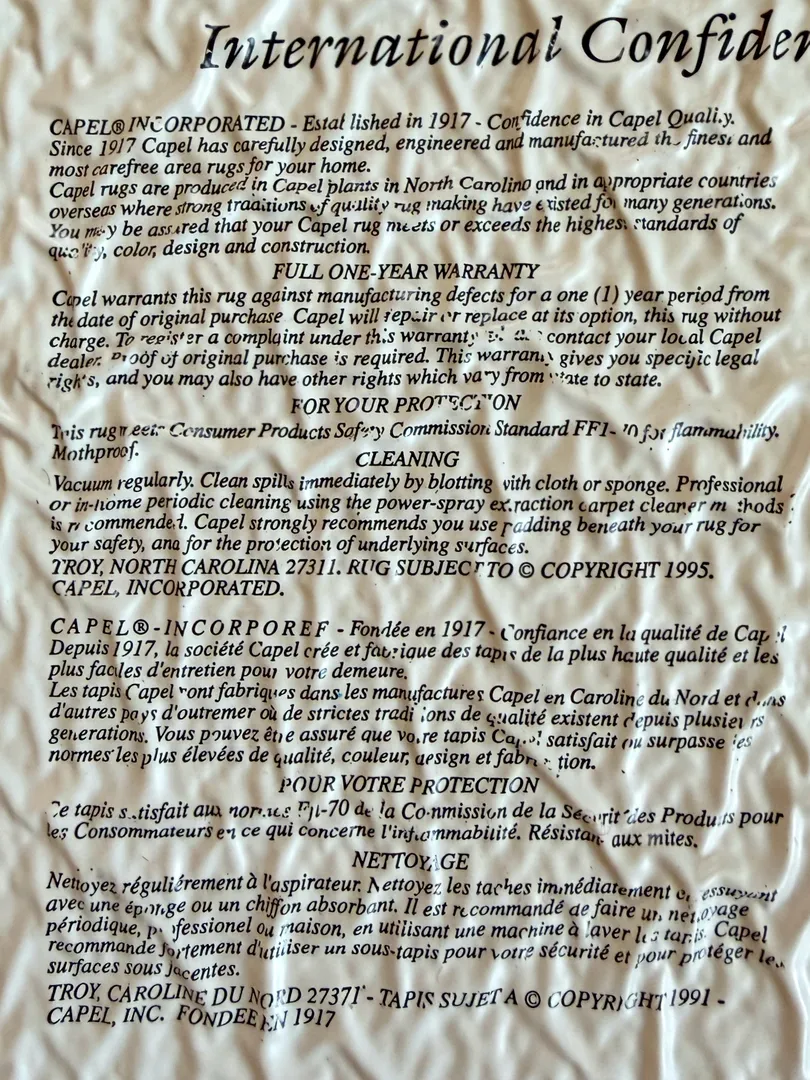 International Confiden
CAPEL® INCORPORATED - Established in 1917 - Confidence in Capel Quality.
Since 1917 Capel has carefully designed, engineered and manufactured the finest and
most carefree area rugs for your home.
Capel rugs are produced in Capel plants in North Carolina and in appropriate countries
overseas where strong traditions of quality rug making have existed for many generations.
You may be assured that your Capel rug meets or exceeds the highest standards of
quality, color, design and construction.
FULL ONE-YEAR WARRANTY
Capel warrants this rug against manufacturing defects for a one (1) year period from
the date of original purchase Capel will repair or replace at its option, this rug without
charge. To register a complaint under this warranty contact your local Capel
dealer. Proof of original purchase is required. This warranty gives you specific legal
rights, and you may also have other rights which vary from state to state.
FOR YOUR PROTECTION
This rug meets Consumer Products Safety Commission Standard FF1-70 for flammability.
Mothproof.
CLEANING
Vacuum regularly. Clean spills immediately by blotting with cloth or sponge. Professional
or in-home periodic cleaning using the power-spray extraction carpet cleaner methods
is recommended. Capel strongly recommends you use padding beneath your rug for
your safety, and for the protection of underlying surfaces.
TROY, NORTH CAROLINA 27311. RUG SUBJECT TO © COPYRIGHT 1995.
CAPEL, INCORPORATED.
CAPEL®-INCORPOREF - Fondée en 1917 - Confiance en la qualité de Capel
Depuis 1917, la société Capel crée et fabrique des tapis de la plus haute qualité et les
plus faciles d'entretien pour votre demeure.
Les tapis Capel sont fabriqués dans les manufactures Capel en Caroline du Nord et dans
d'autres pays d'outremer où de strictes traditions de qualité existent depuis plusieurs
generations. Vous pouvez être assuré que votre tapis Capel satisfait ou surpasse les
normes les plus élevées de qualité, couleur, design et fabrication.
POUR VOTRE PROTECTION
Ce tapis satisfait aux normes FF1-70 de la Commission de la Sécurité des Produits pour
les Consommateurs en ce qui concerne l'inflammabilité. Résistant aux mites.
NETTOYAGE
Nettoyez réguliérement à l'aspirateur. Nettoyez les taches immédiatement en essuyant
avec une éponge ou un chiffon absorbant. Il est recommandé de faire un nettoyage
périodique, professionel ou maison, en utilisant une machine à laver les tapis. Capel
recommande fortement d'utiliser un sous-tapis pour votre sécurité et pour protéger les
surfaces sous jacentes.
TROY, CAROLINE DU NORD 27371 - TAPIS SUJET A © COPYRIGHT 1991 -
CAPEL, INC. FONDEE EN 1917